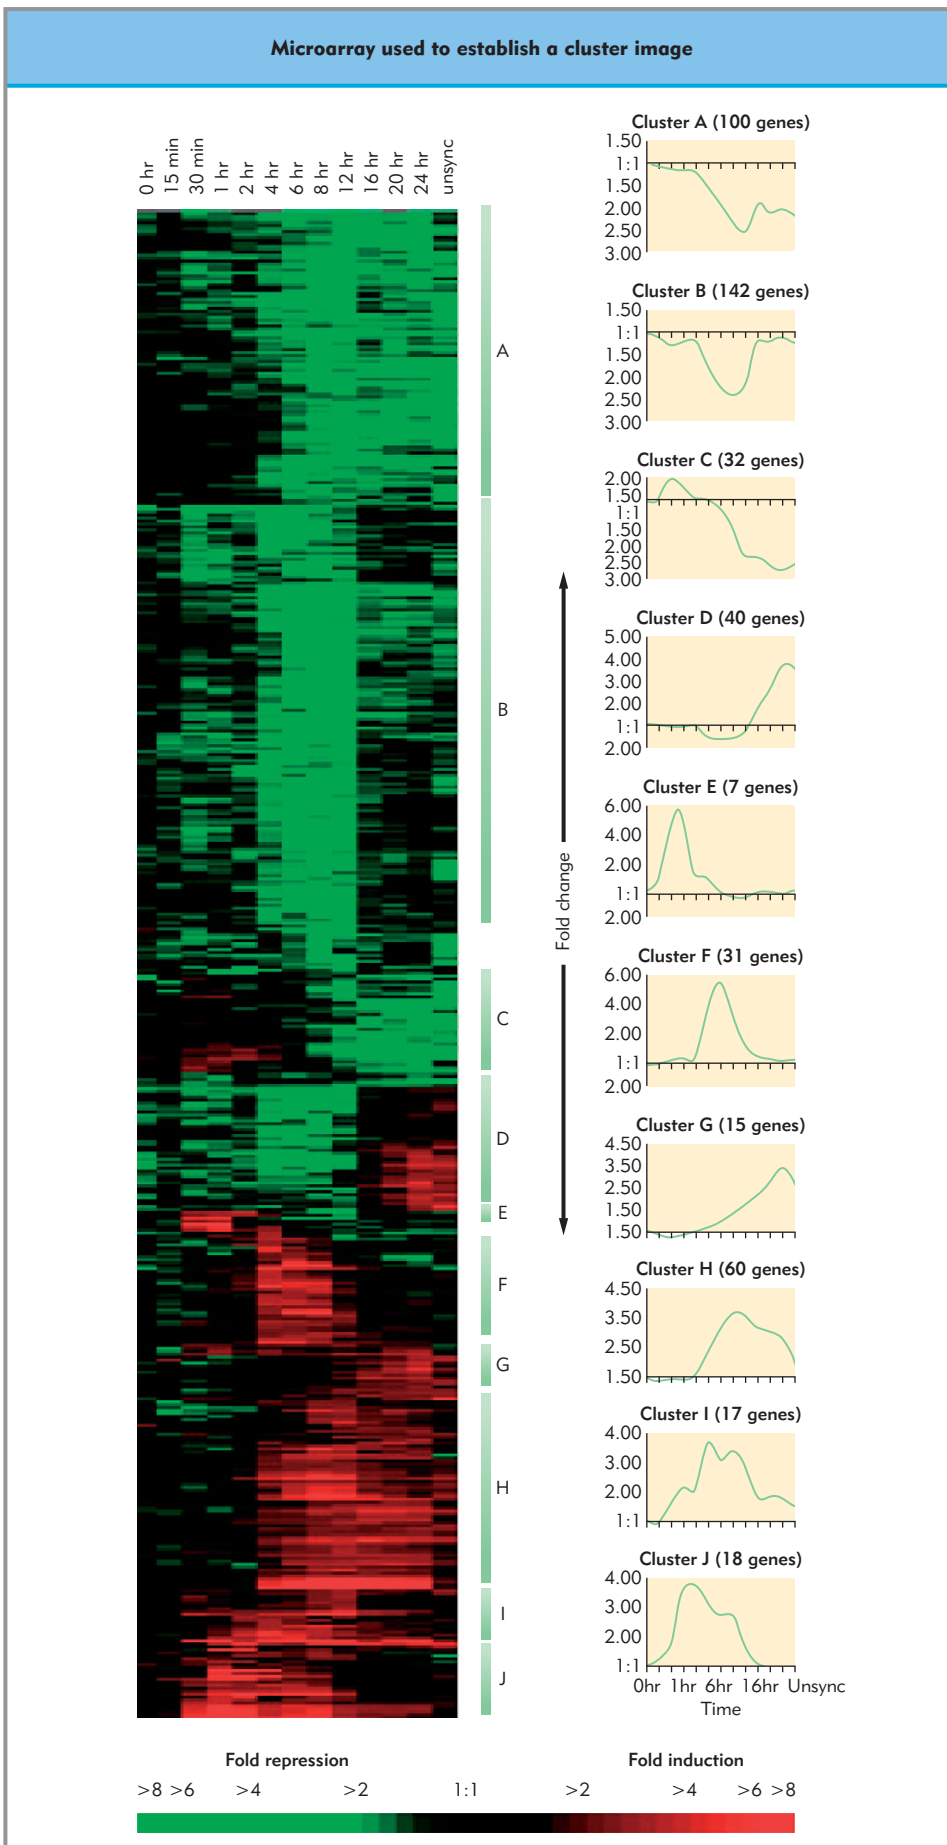 Microarray used to establish a cluster image
0 hr
15 min
30 min
1 hr
2 hr
4 hr
6 hr
8 hr
12 hr
16 hr
20 hr
24 hr
unsync
A
B
C
D
E
F
G
H
I
J
Fold change
Cluster A (100 genes)
1.50
1:1
1.50
2.00
2.50
3.00
Cluster B (142 genes)
1.50
1:1
1.50
2.00
2.50
3.00
Cluster C (32 genes)
2.00
1.50
1:1
1.50
2.00
2.50
3.00
Cluster D (40 genes)
5.00
4.00
3.00
2.00
1:1
2.00
Cluster E (7 genes)
6.00
4.00
2.00
1:1
2.00
Cluster F (31 genes)
6.00
4.00
2.00
1:1
2.00
Cluster G (15 genes)
4.50
3.50
2.50
1.50
1.50
Cluster H (60 genes)
4.50
3.50
2.50
1.50
Cluster I (17 genes)
4.00
3.00
2.00
1:1
Cluster J (18 genes)
4.00
3.00
2.00
1:1
0hr 1hr 6hr 16hr Unsync
Time
Fold repression Fold induction
>8 >6 >4 >2 1:1 >2 >4 >6 >8